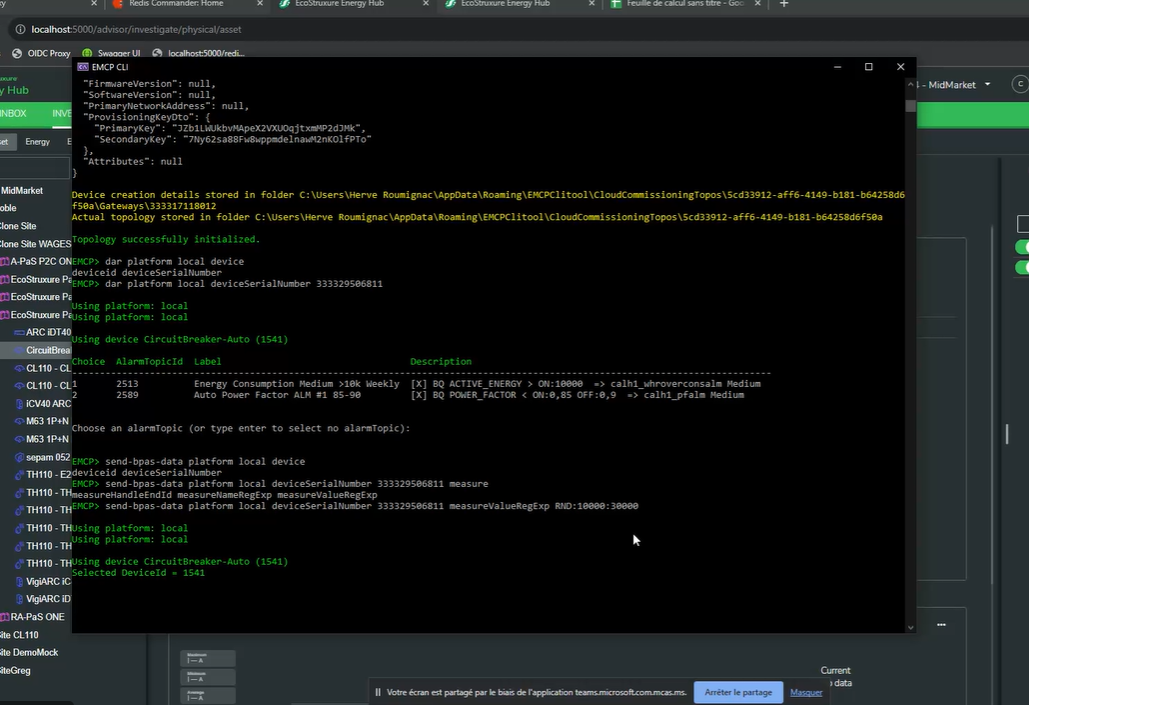 Redis Commander: Home
EcoStruxure Energy Hub
EcoStruxure Energy Hub
Feuille de calcul sans titre - Goo
localhost:5000/advisor/investigate/physical/asset
OIDC Proxy
Swagger UI
localhost:5000/redi...
EMCP CLI
y Hub
- MidMarket
C
NBOX
INVE
Energy
MidMarket
Clone Site
Clone Site WAGES
A-PaS P2C ON
EcoStruxure Pa
EcoStruxure Pa
EcoStruxure Pa
ARC iDT40
CircuitBrea
CL110 - CL
CL110 - CL
iCV40 ARC
M63 1P+N
M63 1P+N
sepam 052
TH110 - E2
TH110 - TH
TH110 - TH
TH110 - TH
TH110 - TH
TH110 - TH
VigiARC iC
VigiARC iD
RA-PaS ONE
ite CL110
ite DemoMock
iteGreg
"FirmwareVersion": null,
"SoftwareVersion": null,
"PrimaryNetworkAddress": null,
"ProvisioningKeyDto": {
"PrimaryKey": "JZb1LWUkbvMApeX2VXUOqjtxmMP2dJMk",
"SecondaryKey": "7Ny62sa88Fw8wppmdelnawM2nKOlfPTo"
},
"Attributes": null
}
Device creation details stored in folder C:\Users\Herve Roumignac\AppData\Roaming\EMCPClitool\CloudCommissioningTopos\5cd33912-aff6-4149-b181-b64258d6
f50a\Gateways\333317118012
Actual topology stored in folder C:\Users\Herve Roumignac\AppData\Roaming\EMCPClitool\CloudCommissioningTopos\5cd33912-aff6-4149-b181-b64258d6f50a
Topology successfully initialized.
EMCP> dar platform local device
deviceid deviceSerialNumber
EMCP> dar platform local deviceSerialNumber 333329506811
Using platform: local
Using platform: local
Using device CircuitBreaker-Auto (1541)
Choice AlarmTopicId Label Description
1 2513 Energy Consumption Medium >10k Weekly [X] BQ ACTIVE_ENERGY > ON:10000 => calh1_whroverconsalm Medium
2 2589 Auto Power Factor ALM #1 85-90 [X] BQ POWER_FACTOR < ON:0,85 OFF:0,9 => calh1_pfalm Medium
Choose an alarmTopic (or type enter to select no alarmTopic):
EMCP> send-bpas-data platform local device
deviceid deviceSerialNumber
EMCP> send-bpas-data platform local deviceSerialNumber 333329506811 measure
measureHandleEndId measureNameRegExp measureValueRegExp
EMCP> send-bpas-data platform local deviceSerialNumber 333329506811 measureValueRegExp RND:10000:30000
Using platform: local
Using platform: local
Using device CircuitBreaker-Auto (1541)
Selected DeviceId = 1541
Maximum
Minimum
Average
Current
data
Votre écran est partagé par le biais de l'application teams.microsoft.com.mcas.ms.
Arrêter le partage
Masquer